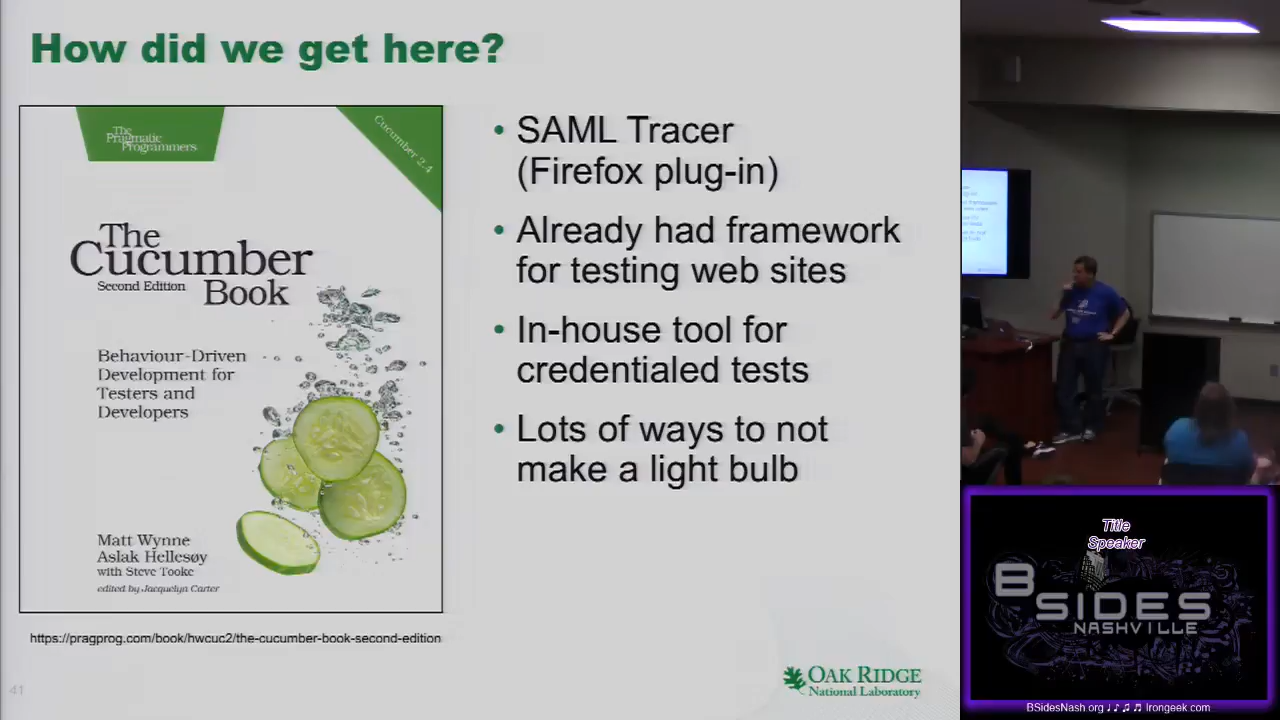 How did we get here?
The
Pragmatic
Programmers
Cucumber 2.4
The
Cucumber
Second Edition Book
Behaviour-Driven
Development for
Testers and
Developers
Matt Wynne
Aslak Hellesøy
with Steve Tooke
edited by Jacquelyn Carter
https://pragprog.com/book/hwcuc2/the-cucumber-book-second-edition
• SAML Tracer
(Firefox plug-in)
• Already had framework
for testing web sites
• In-house tool for
credentialed tests
• Lots of ways to not
make a light bulb
41
OAK RIDGE
National Laboratory
Title
Speaker
BSIDES
NASHVILLE
BSidesNash.org ♩♪♫♬ Irongeek.com